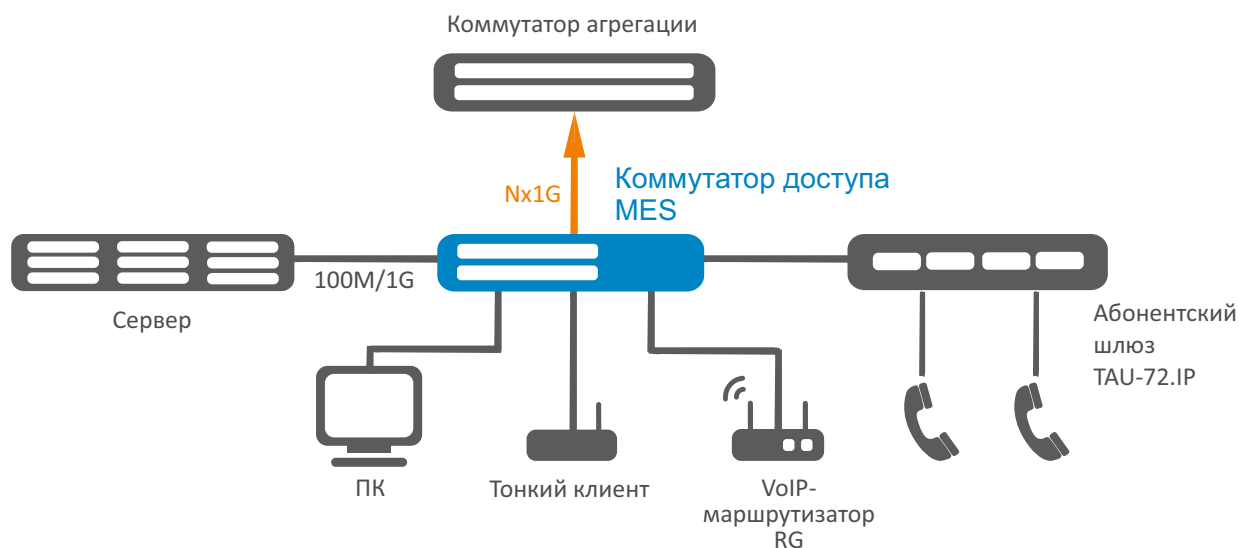 Коммутатор агрегации
Nx1G
Коммутатор доступа
MES
100M/1G
Сервер
Абонентский
шлюз
TAU-72.IP
ПК
Тонкий клиент
VoIP-
маршрутизатор
RG